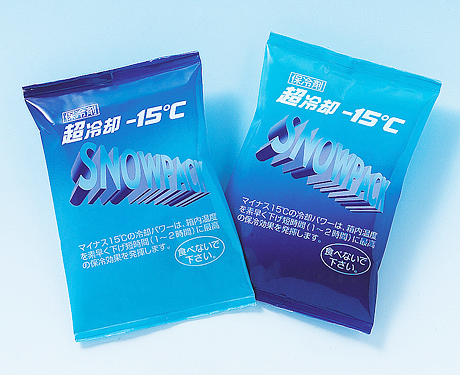 保冷剤
超冷却 -15℃
SNOWPACK
マイナス15℃の冷却パワーは、箱内温度
を素早く下げ短時間(1～2時間)に最高
の保冷効果を発揮します。
食べないで
下さい。
保冷剤
超冷却 -15℃
SNOWPACK
マイナス15℃の冷却パワーは、箱内温度
を素早く下げ短時間(1～2時間)に最高
の保冷効果を発揮します。
食べないで
下さい。